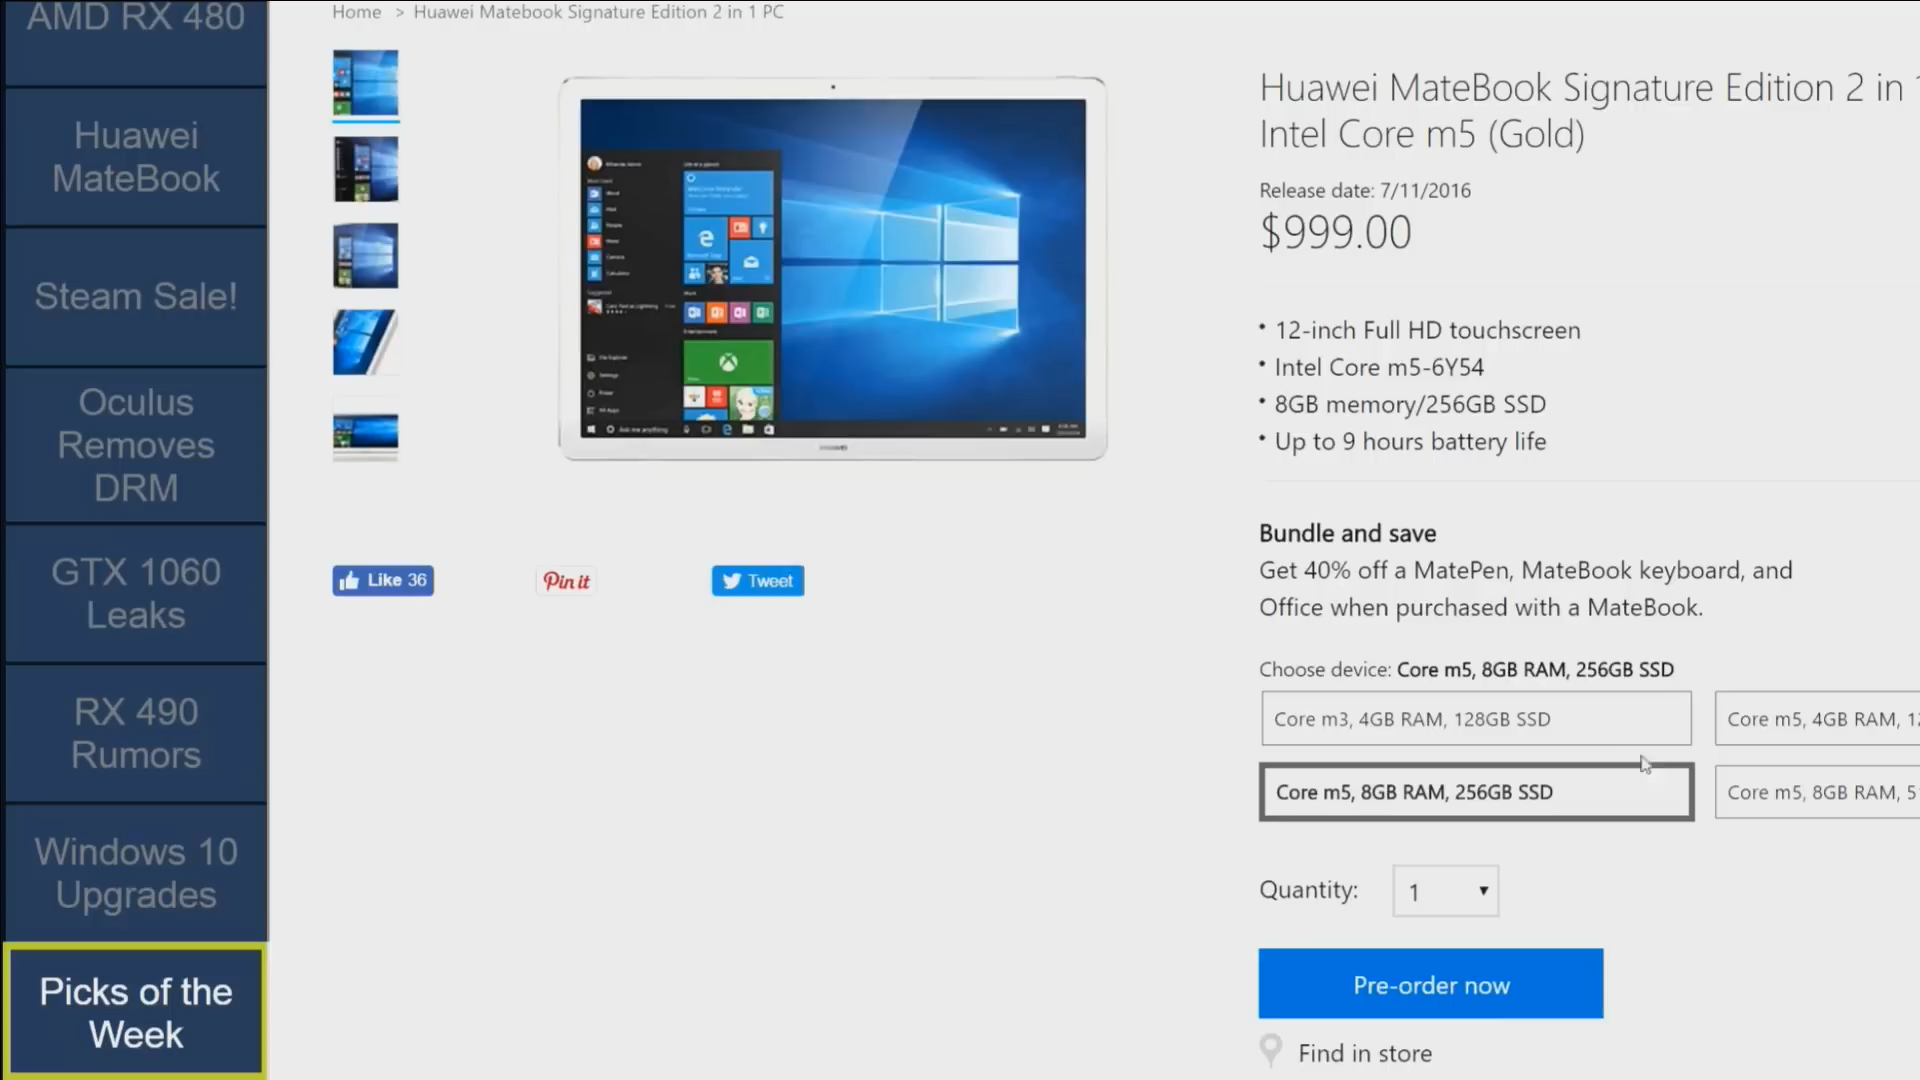 AMD RX 480
Huawei
MateBook
Steam Sale!
Oculus
Removes
DRM
GTX 1060
Leaks
RX 490
Rumors
Windows 10
Upgrades
Picks of the
Week
Home > Huawei Matebook Signature Edition 2 in 1 PC
Like 36
Pin it
Tweet
Huawei MateBook Signature Edition 2 in
Intel Core m5 (Gold)
Release date: 7/11/2016
$999.00
• 12-inch Full HD touchscreen
• Intel Core m5-6Y54
• 8GB memory/256GB SSD
• Up to 9 hours battery life
Bundle and save
Get 40% off a MatePen, MateBook keyboard, and
Office when purchased with a MateBook.
Choose device: Core m5, 8GB RAM, 256GB SSD
Core m3, 4GB RAM, 128GB SSD
Core m5, 4GB RAM,
Core m5, 8GB RAM, 256GB SSD
Core m5, 8GB RAM,
Quantity: 1
Pre-order now
Find in store